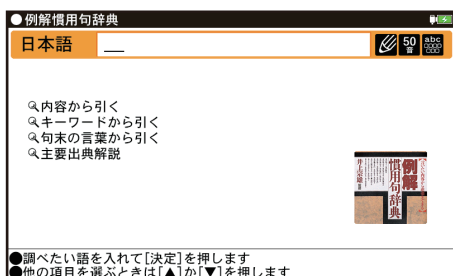 ●例解慣用句辞典
日本語
50音
abc
内容から引く
キーワードから引く
句末の言葉から引く
主要出典解説
例解
慣用句辞典
井上宗雄
●調べたい語を入れて[決定]を押します
●他の項目を選ぶときは[▲]か[▼]を押します